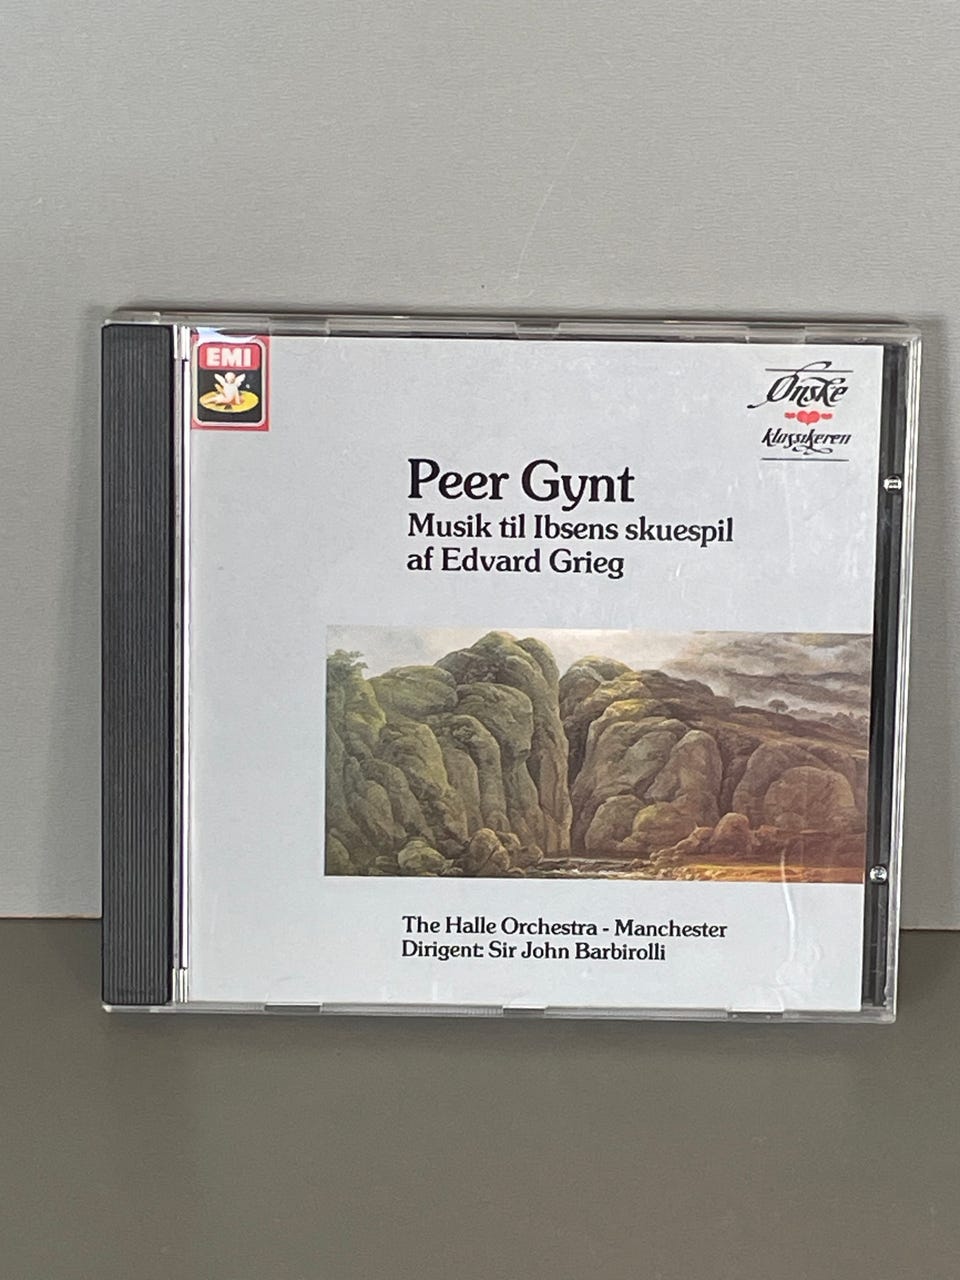 EMI
Ønske
klassikeren
Peer Gynt
Musik til Ibsens skuespil
af Edvard Grieg
The Halle Orchestra - Manchester
Dirigent: Sir John Barbirolli